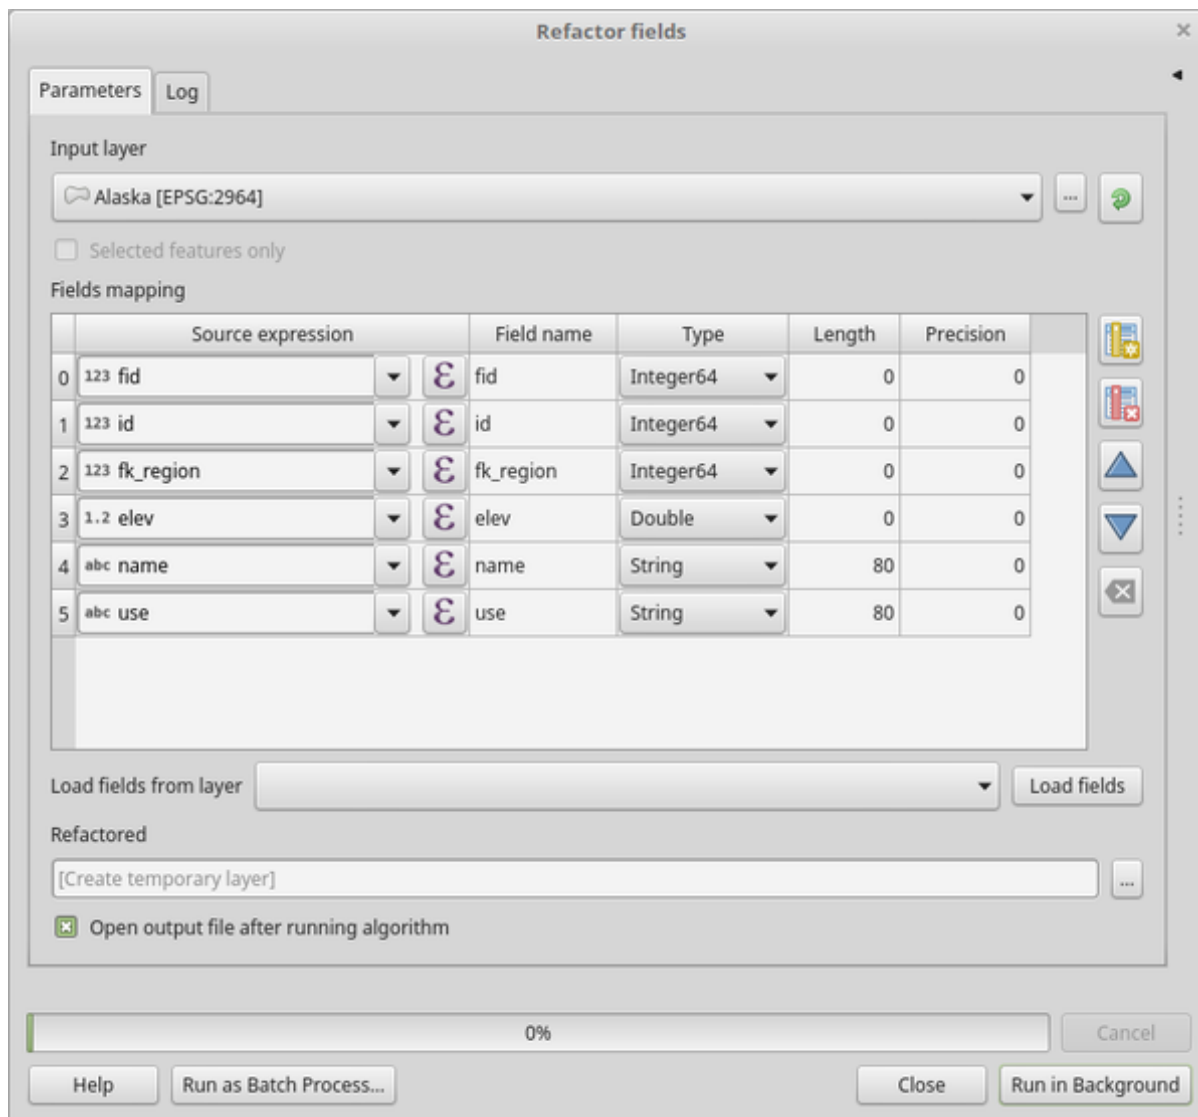 Refactor fields
Parameters Log
Input layer
Alaska [EPSG:2964] ...
Selected features only
Fields mapping
Source expression Field name Type Length Precision
0 123 fid ε fid Integer64 0 0
1 123 id ε id Integer64 0 0
2 123 fk_region ε fk_region Integer64 0 0
3 1.2 elev ε elev Double 0 0
4 abc name ε name String 80 0
5 abc use ε use String 80 0
Load fields from layer Load fields
Refactored
[Create temporary layer] ...
Open output file after running algorithm
0% Cancel
Help Run as Batch Process... Close Run in Background